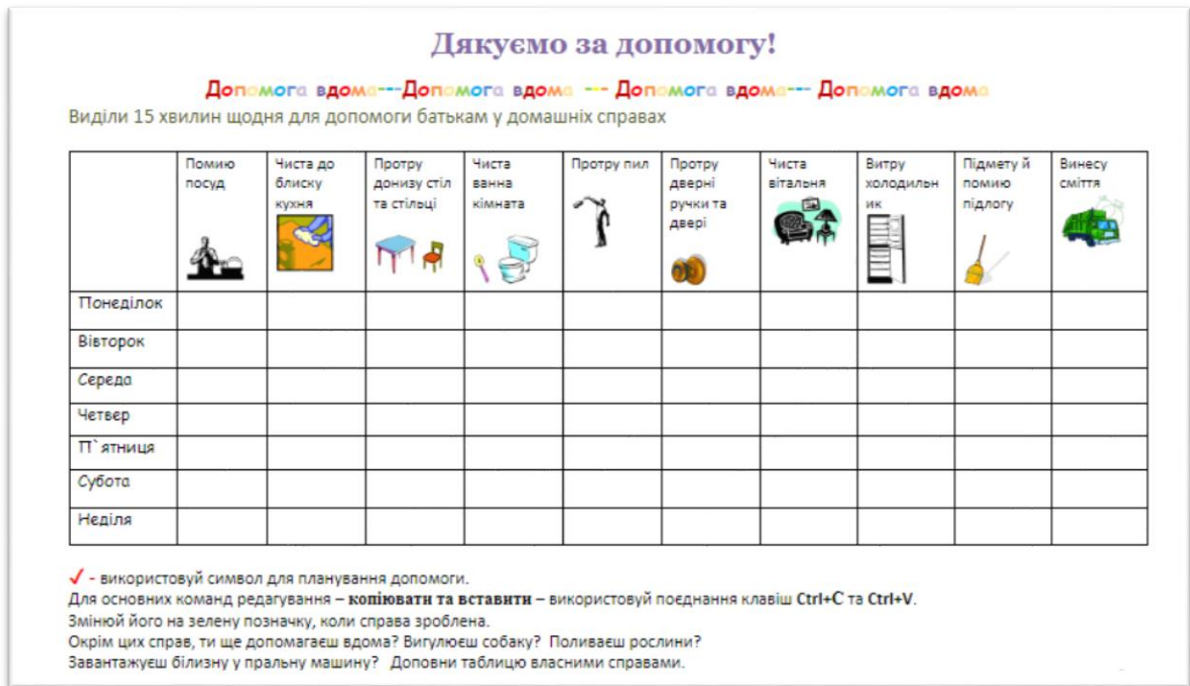 Дякуємо за допомогу!
Допомога вдома---Допомога вдома --- Допомога вдома--- Допомога вдома
Виділи 15 хвилин щодня для допомоги батькам у домашніх справах
Помию
посуд
Чиста до
блиску
кухня
Протру
донизу стіл
та стільці
Чиста
ванна
кімната
Протру пил
Протру
дверні
ручки та
двері
Чиста
вітальня
Витру
холодильн
ик
Підмету й
помию
підлогу
Винесу
сміття
Понеділок
Вівторок
Середа
Четвер
П`ятниця
Субота
Неділя
✓ - використовуй символ для планування допомоги.
Для основних команд редагування – копіювати та вставити – використовуй поєднання клавіш Ctrl+C та Ctrl+V.
Змінюй його на зелену позначку, коли справа зроблена.
Окрім цих справ, ти ще допомагаєш вдома? Вигулюєш собаку? Поливаєш рослини?
Завантажуєш білизну у пральну машину? Доповни таблицю власними справами.